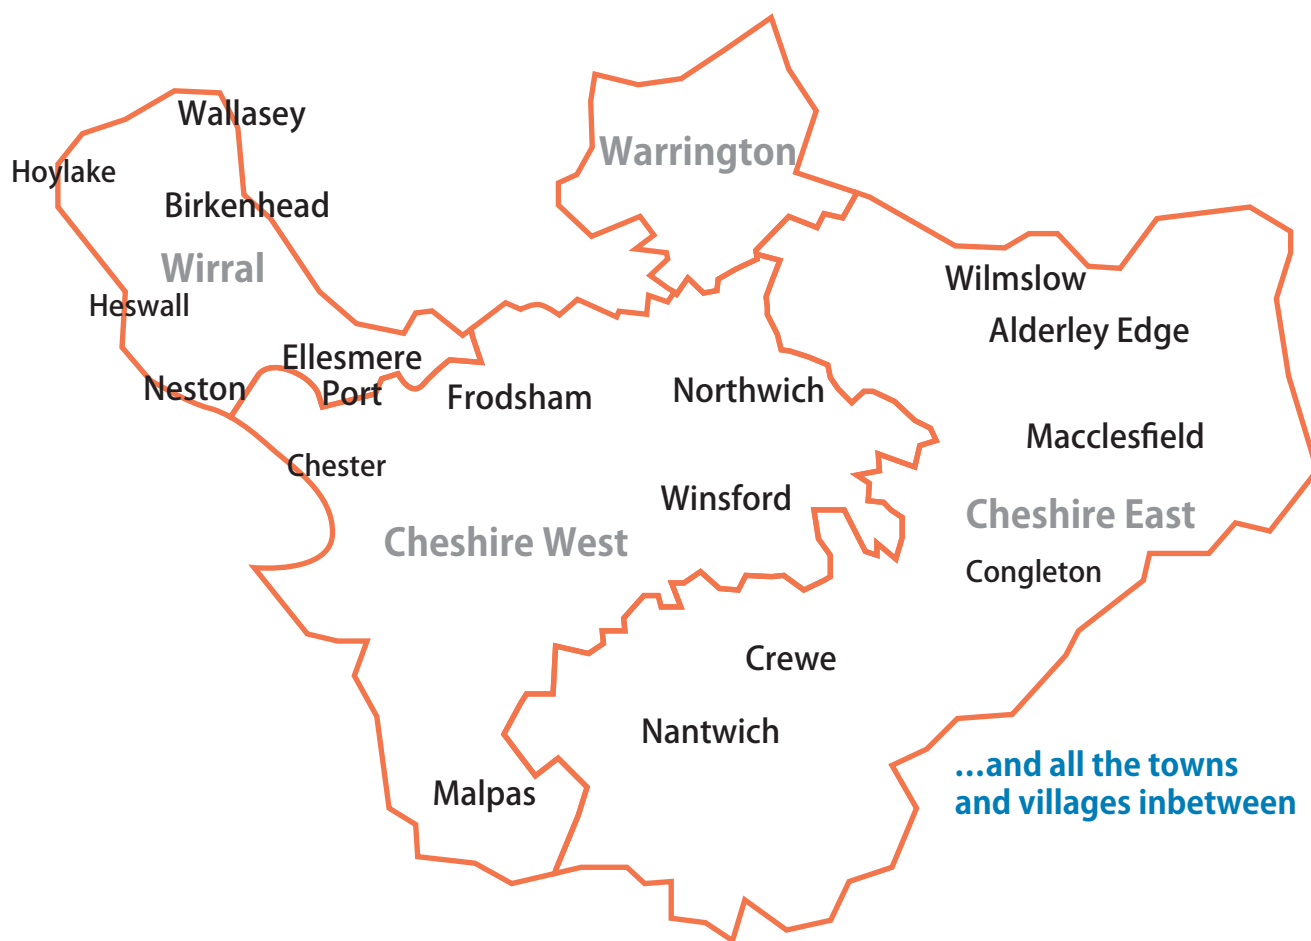 Wallasey
Warrington
Hoylake
Birkenhead
Wirral
Wilmslow
Heswall
Alderley Edge
Ellesmere
Port
Neston
Frodsham
Northwich
Macclesfield
Chester
Winsford
Cheshire East
Cheshire West
Congleton
Crewe
Nantwich
Malpas
...and all the towns
and villages inbetween